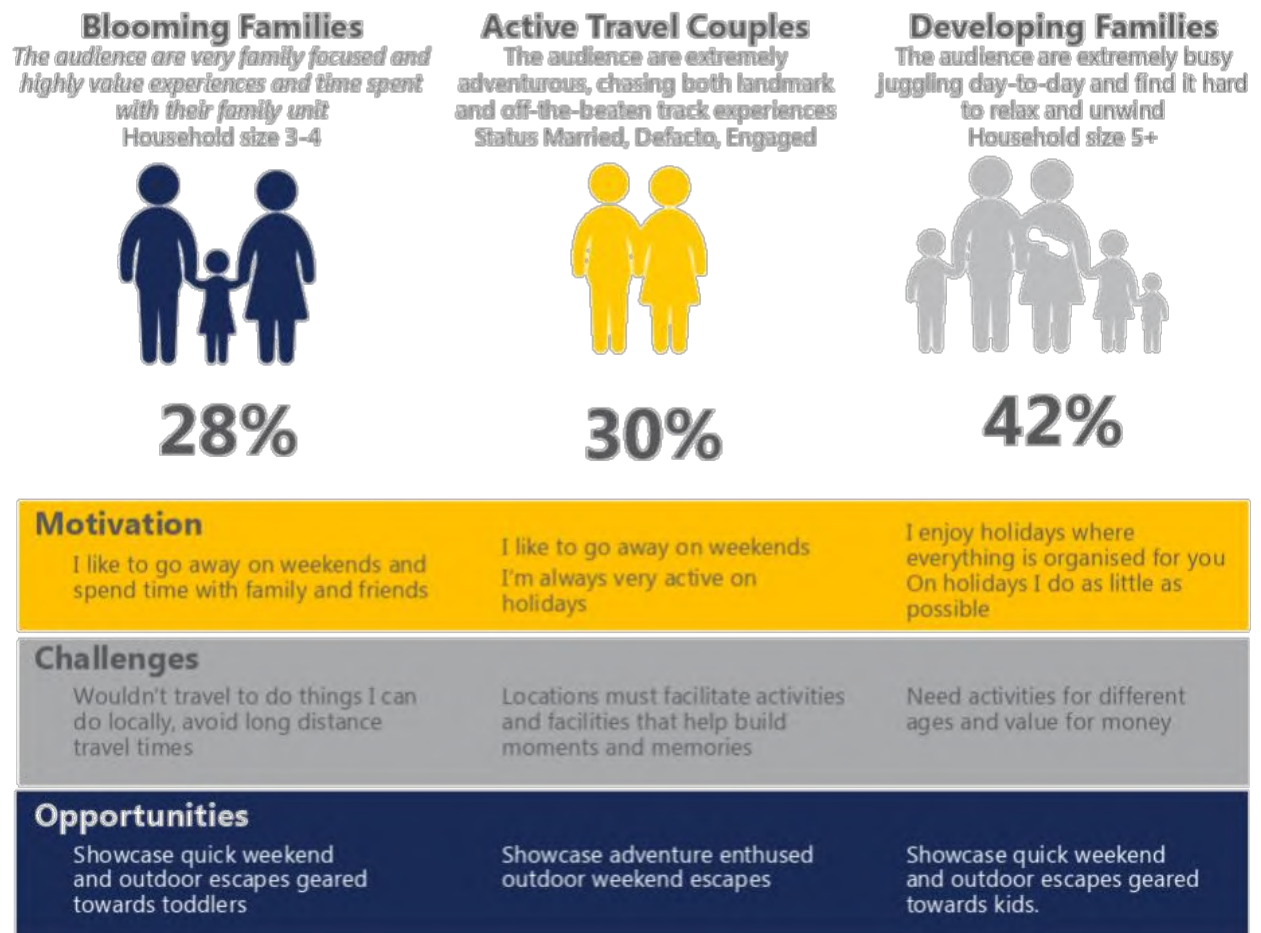 Blooming Families
The audience are very family focused and
highly value experiences and time spent
with their family unit
Household size 3-4
28%
Active Travel Couples
The audience are extremely
adventurous, chasing both landmark
and off-the-beaten track experiences
Status Married, Defacto, Engaged
30%
Developing Families
The audience are extremely busy
juggling day-to-day and find it hard
to relax and unwind
Household size 5+
42%
Motivation
I like to go away on weekends and
spend time with family and friends
I like to go away on weekends
I'm always very active on
holidays
I enjoy holidays where
everything is organised for you
On holidays I do as little as
possible
Challenges
Wouldn't travel to do things I can
do locally, avoid long distance
travel times
Locations must facilitate activities
and facilities that help build
moments and memories
Need activities for different
ages and value for money
Opportunities
Showcase quick weekend
and outdoor escapes geared
towards toddlers
Showcase adventure enthused
outdoor weekend escapes
Showcase quick weekend
and outdoor escapes geared
towards kids.